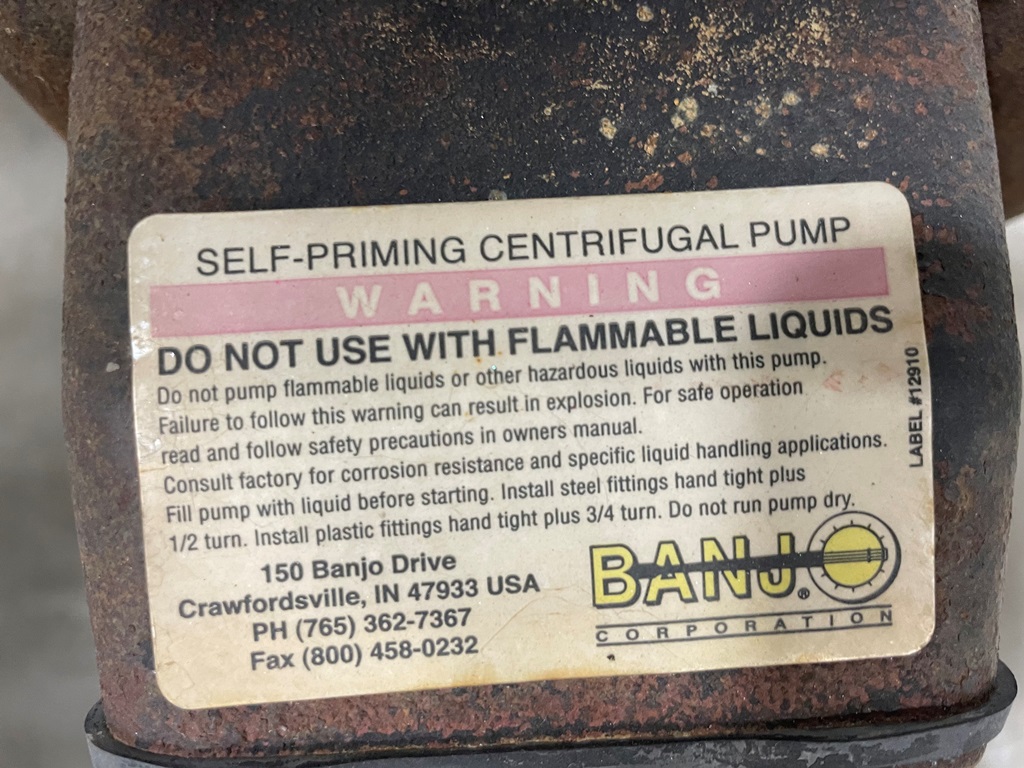 SELF-PRIMING CENTRIFUGAL PUMP
WARNING
DO NOT USE WITH FLAMMABLE LIQUIDS
Do not pump flammable liquids or other hazardous liquids with this pump.
Failure to follow this warning can result in explosion. For safe operation
read and follow safety precautions in owners manual.
Consult factory for corrosion resistance and specific liquid handling applications.
Fill pump with liquid before starting. Install steel fittings hand tight plus
1/2 turn. Install plastic fittings hand tight plus 3/4 turn. Do not run pump dry.
150 Banjo Drive
Crawfordsville, IN 47933 USA
PH (765) 362-7367
Fax (800) 458-0232
BANJO®
CORPORATION
LABEL #12910